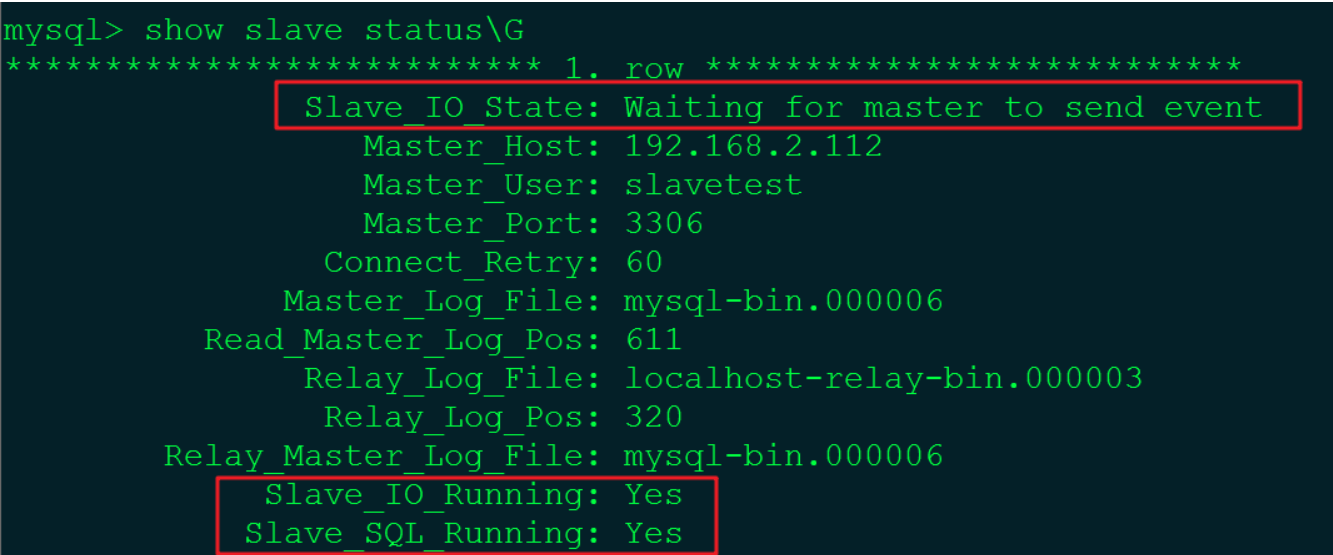 mysql> show slave status\G
*************************** 1. row ***************************
Slave_IO_State: Waiting for master to send event
Master_Host: 192.168.2.112
Master_User: slavetest
Master_Port: 3306
Connect_Retry: 60
Master_Log_File: mysql-bin.000006
Read_Master_Log_Pos: 611
Relay_Log_File: localhost-relay-bin.000003
Relay_Log_Pos: 320
Relay_Master_Log_File: mysql-bin.000006
Slave_IO_Running: Yes
Slave_SQL_Running: Yes